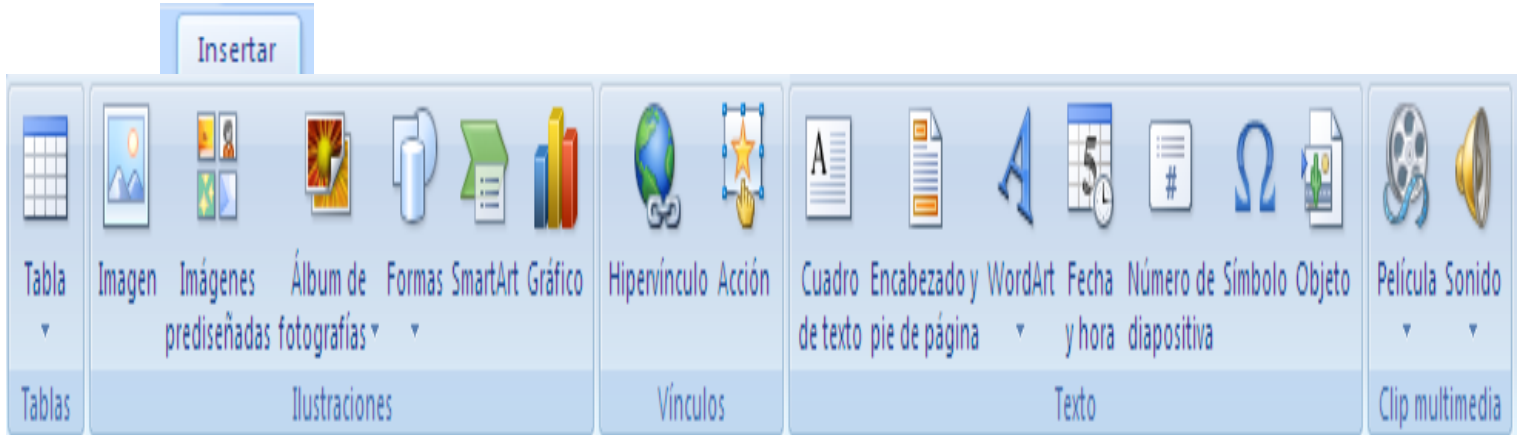 Insertar
Tabla Imagen Imágenes Álbum de Formas SmartArt Gráfico Hipervínculo Acción Cuadro Encabezado y WordArt Fecha Número de Símbolo Objeto Película Sonido
prediseñadas fotografías de texto pie de página y hora diapositiva
Tablas Ilustraciones Vínculos Texto Clip multimedia